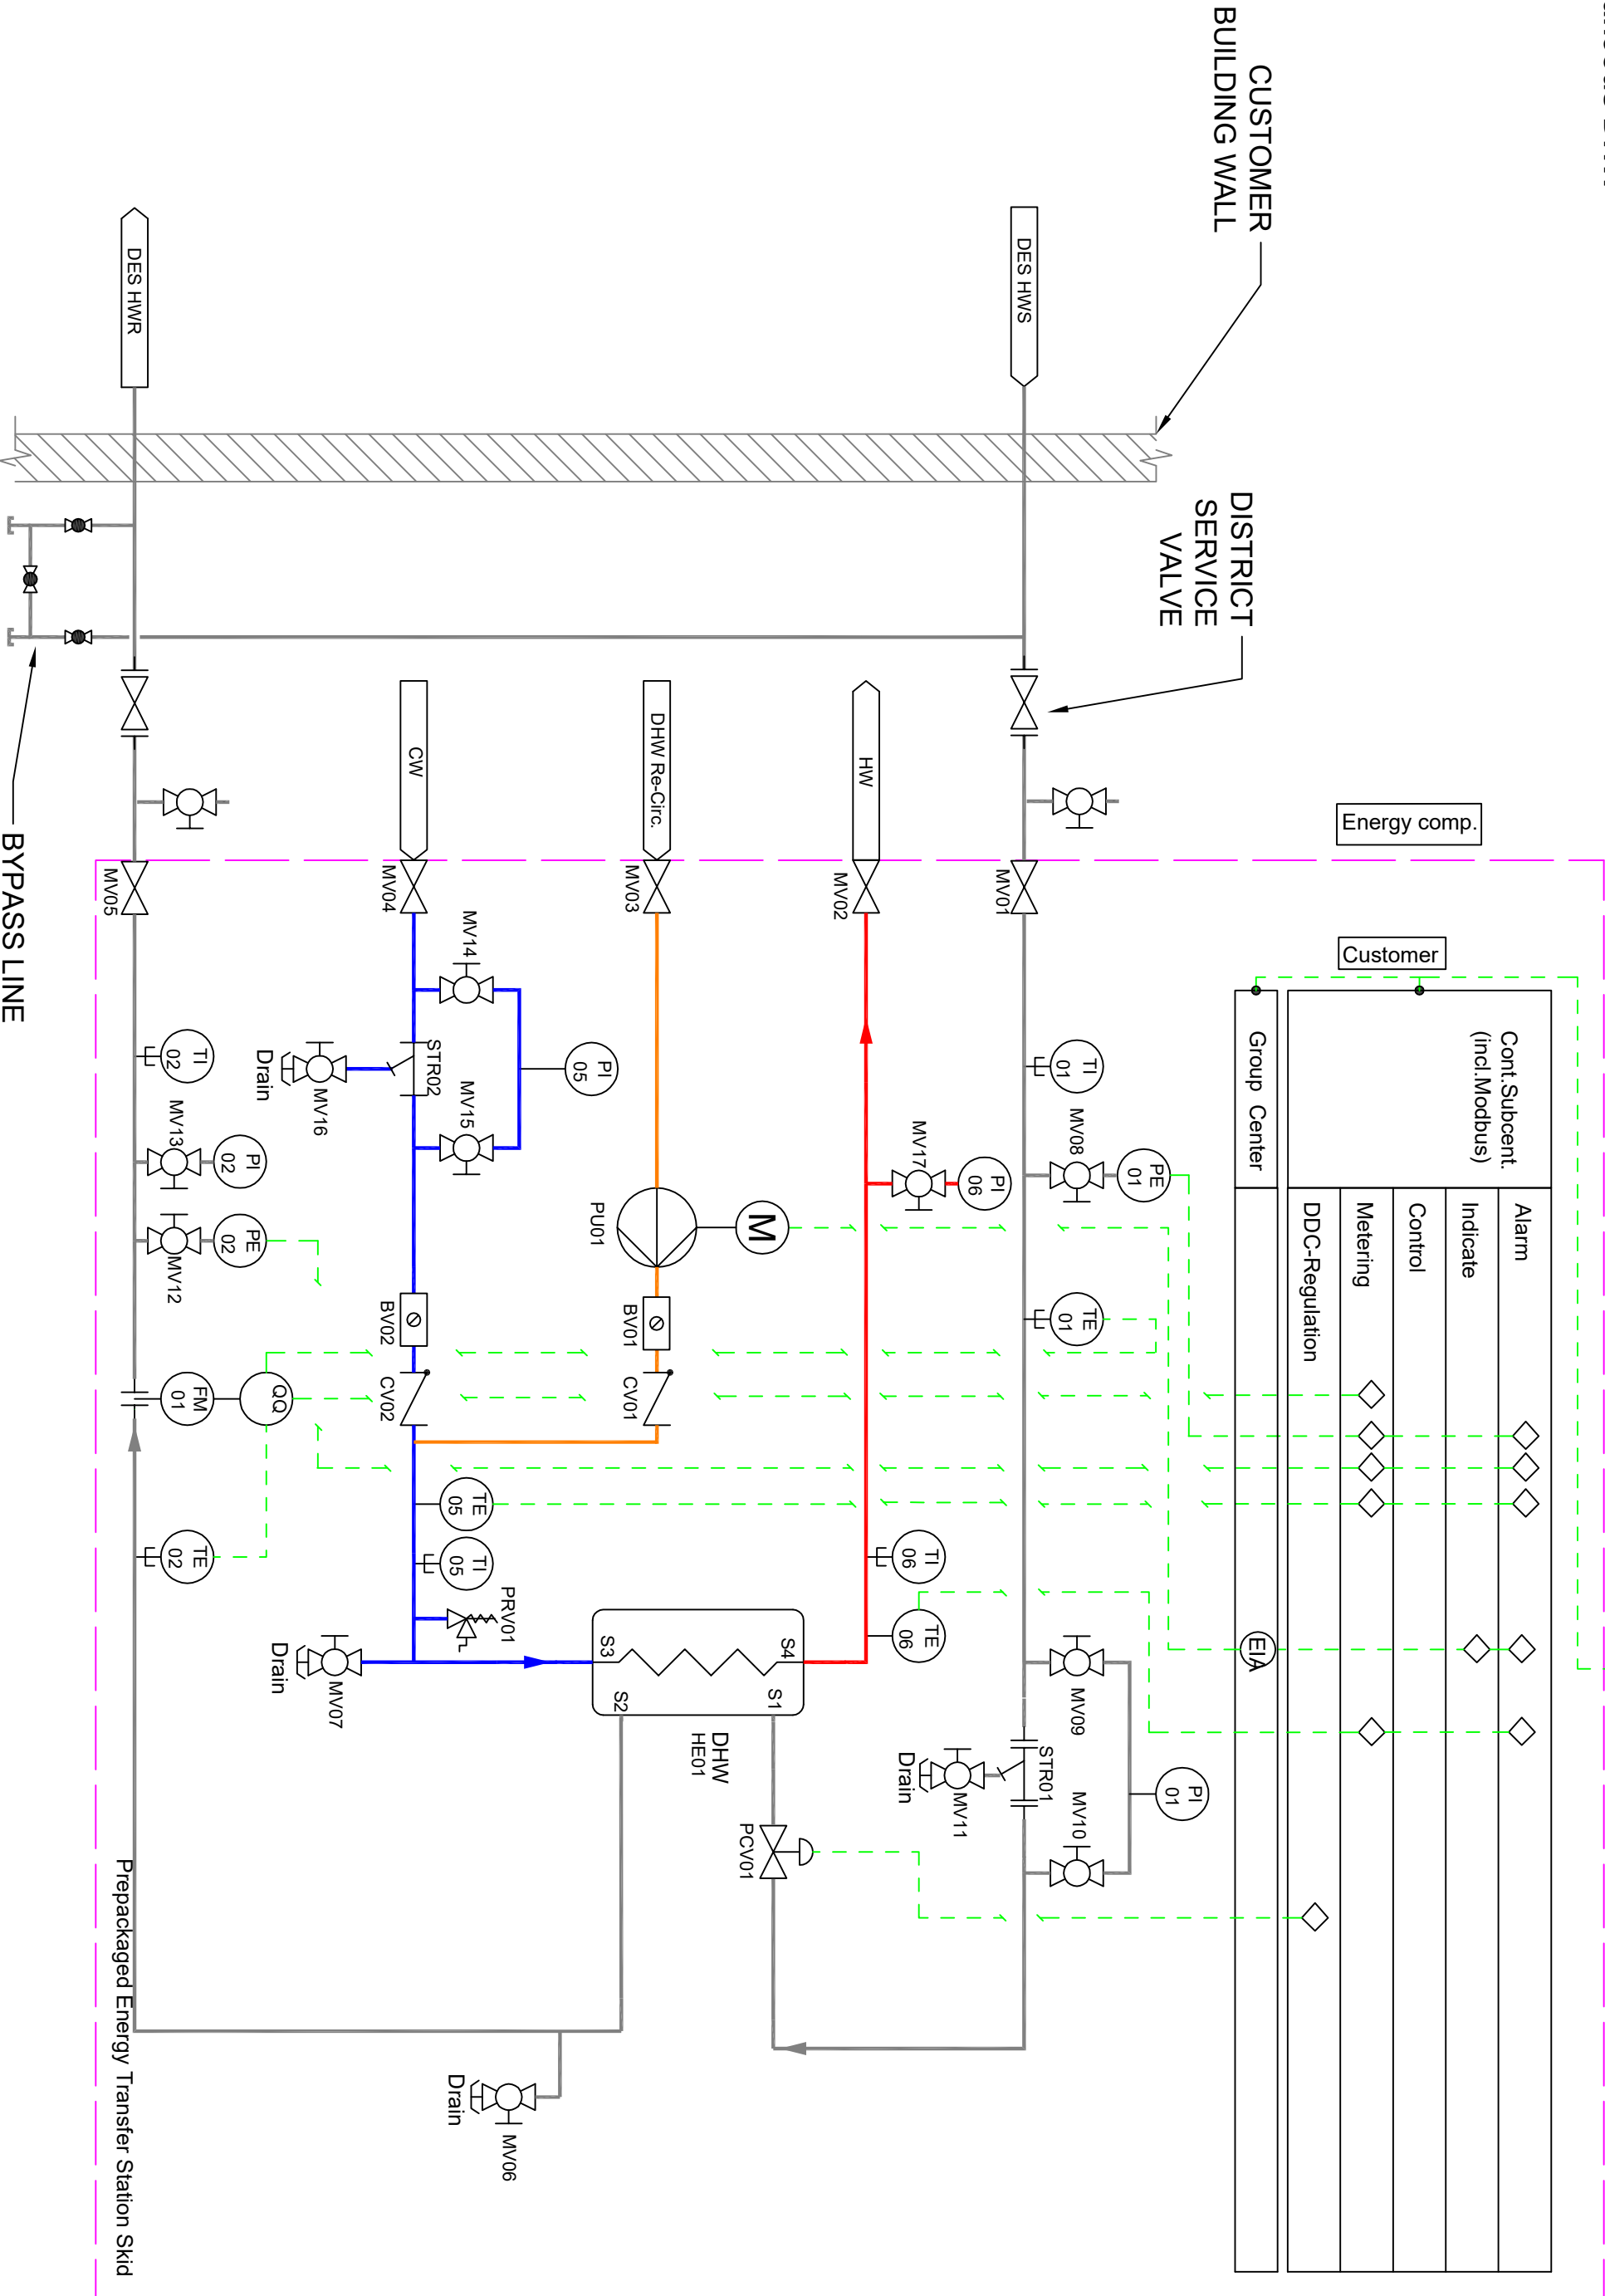 CUSTOMER
BUILDING WALL
DISTRICT
SERVICE
VALVE
BYPASS LINE
DES HWS
DES HWR
HW
DHW Re-Circ.
CW
Energy comp.
Customer
Cont.Subcent.
(incl.Modbus)
Group Center
Alarm
Indicate
Control
Metering
DDC-Regulation
EIA
MV01
TI
01
MV08
PE
01
TE
01
MV09
PI
01
MV10
STR01
MV11
Drain
MV02
MV17
PI
06
TI
06
TE
06
PCV01
MV03
M
PU01
BV01
CV01
S4
S1
S3
S2
DHW
HE01
MV04
MV14
PI
05
STR02
MV15
MV16
Drain
BV02
CV02
TE
05
TI
05
PRV01
MV07
Drain
MV05
TI
02
MV13
PI
02
PE
02
MV12
QQ
FM
01
TE
02
MV06
Drain
Prepackaged Energy Transfer Station Skid